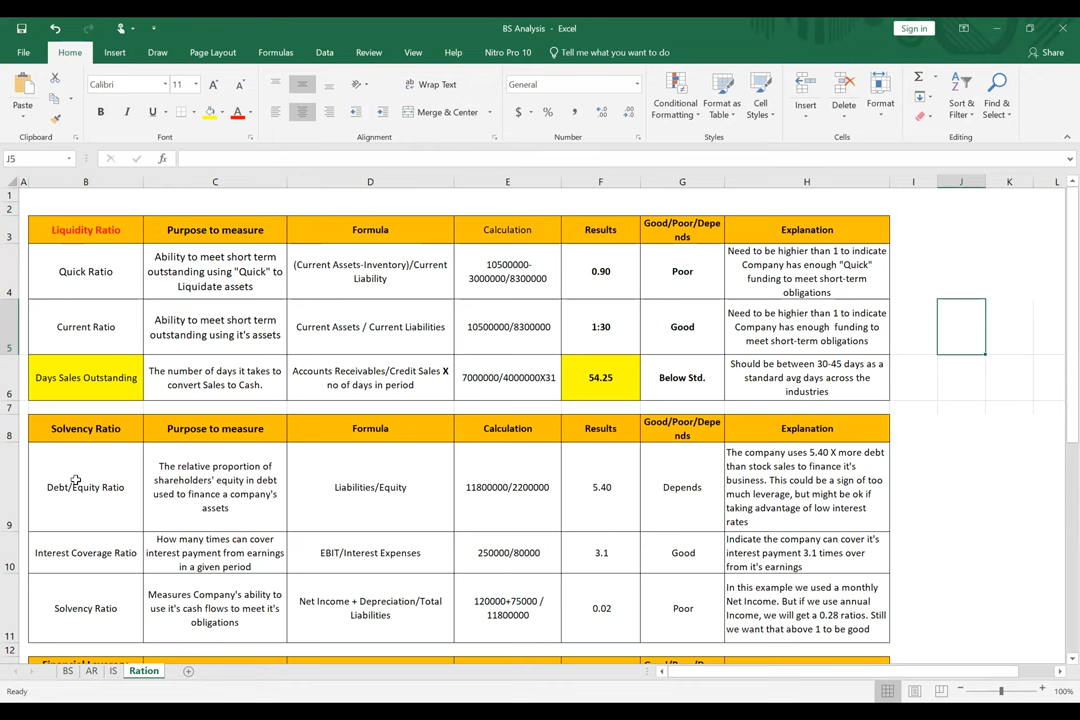 BS Analysis - Excel
Sign in
File Home Insert Draw Page Layout Formulas Data Review View Help Nitro Pro 10 Tell me what you want to do Share
Paste
Calibri 11
B I U
Wrap Text
Merge & Center
General
$ % ,
Conditional Formatting
Format as Table
Cell Styles
Insert Delete Format
Sort & Filter
Find & Select
Clipboard Font Alignment Number Styles Cells Editing
J5
A B C D E F G H I J K L
1
2
3
Liquidity Ratio
Purpose to measure
Formula
Calculation
Results
Good/Poor/Depe
nds
Explanation
4
Quick Ratio
Ability to meet short term
outstanding using "Quick" to
Liquidate assets
(Current Assets-Inventory)/Current
Liability
10500000-
3000000/8300000
0.90
Poor
Need to be highier than 1 to indicate
Company has enough "Quick"
funding to meet short-term
obligations
5
Current Ratio
Ability to meet short term
outstanding using it's assets
Current Assets / Current Liabilities
10500000/8300000
1:30
Good
Need to be highier than 1 to indicate
Company has enough funding to
meet short-term obligations
6
Days Sales Outstanding
The number of days it takes to
convert Sales to Cash.
Accounts Receivables/Credit Sales X
no of days in period
7000000/4000000X31
54.25
Below Std.
Should be between 30-45 days as a
standard avg days across the
industries
7
8
Solvency Ratio
Purpose to measure
Formula
Calculation
Results
Good/Poor/Depe
nds
Explanation
9
Debt/Equity Ratio
The relative proportion of
shareholders' equity in debt
used to finance a company's
assets
Liabilities/Equity
11800000/2200000
5.40
Depends
The company uses 5.40 X more debt
than stock sales to finance it's
business. This could be a sign of too
much leverage, but might be ok if
taking advantage of low interest
rates
10
Interest Coverage Ratio
How many times can cover
interest payment from earnings
in a given period
EBIT/Interest Expenses
250000/80000
3.1
Good
Indicate the company can cover it's
interest payment 3.1 times over
from it's earnings
11
Solvency Ratio
Measures Company's ability to
use it's cash flows to meet it's
obligations
Net Income + Depreciation/Total
Liabilities
120000+75000 /
11800000
0.02
Poor
In this example we used a monthly
Net Income. But if we use annual
Income, we will get a 0.28 ratios. Still
we want that above 1 to be good
12
BS AR IS Ration
Ready
100%